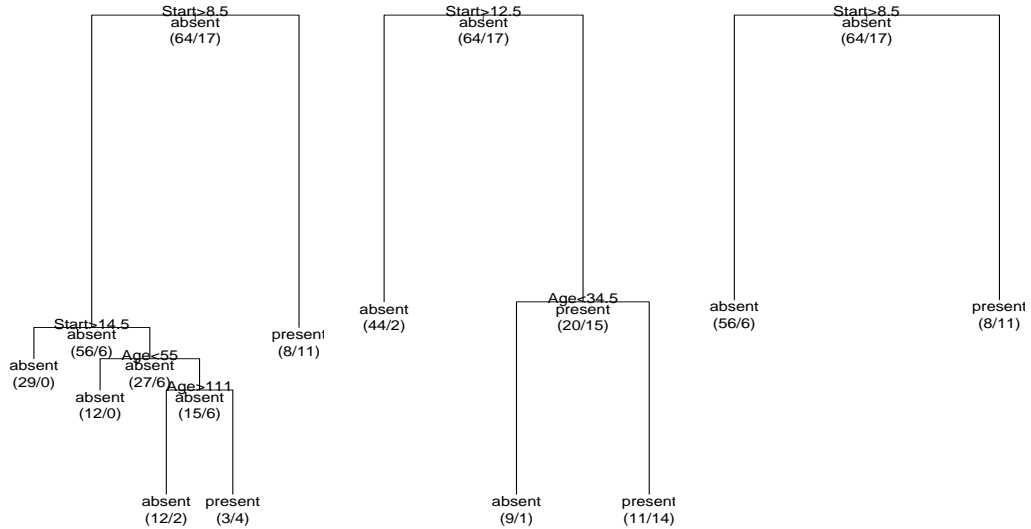 Start>8.5
absent
(64/17)
Start>14.5
absent
(56/6)
present
(8/11)
absent
(29/0)
Age<55
absent
(27/6)
absent
(12/0)
Age>111
absent
(15/6)
absent
(12/2)
present
(3/4)
Start>12.5
absent
(64/17)
absent
(44/2)
Age<34.5
present
(20/15)
absent
(9/1)
present
(11/14)
Start>8.5
absent
(64/17)
absent
(56/6)
present
(8/11)